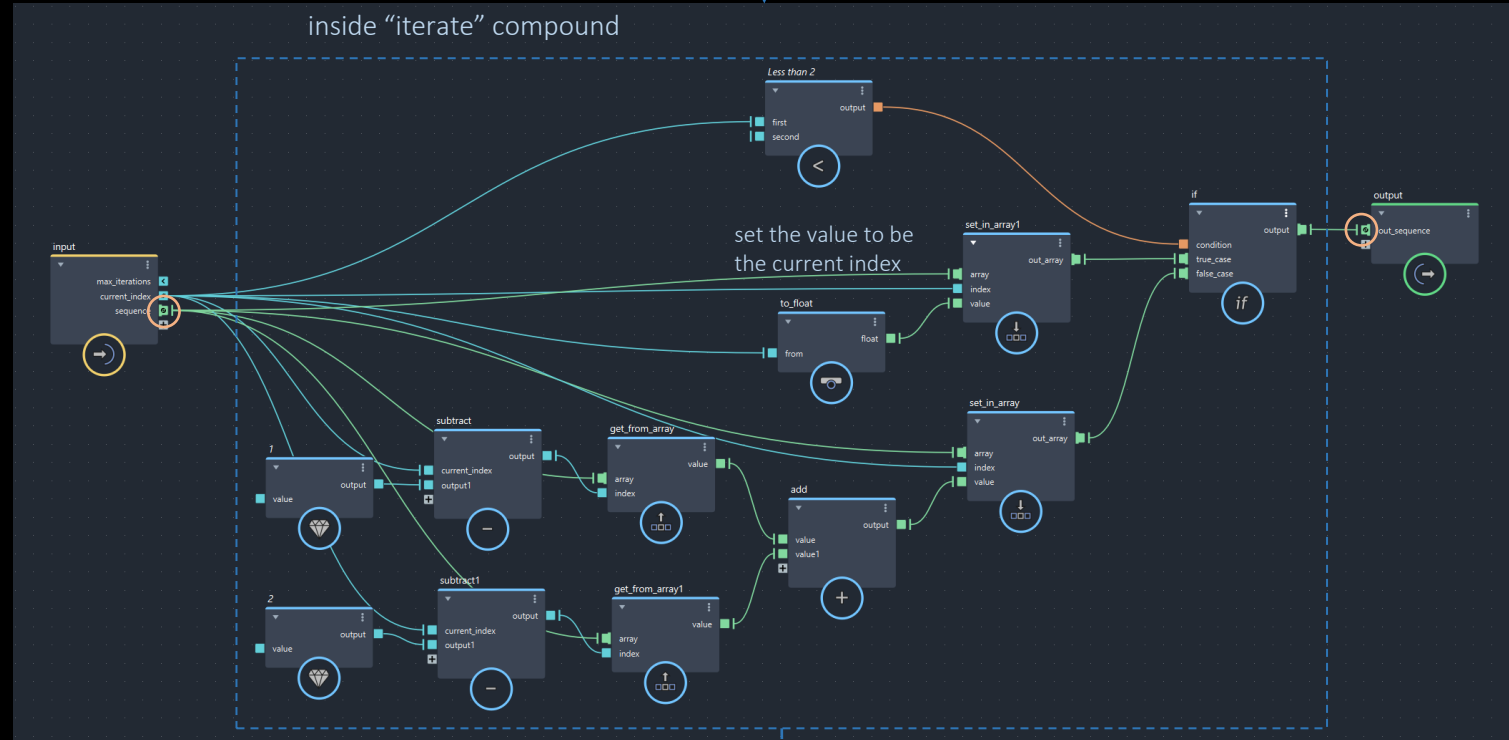 inside “iterate” compound
Less than 2
output
first
second
<
input
max_iterations
current_index
sequence
set the value to be
the current index
set_in_array1
out_array
array
index
value
to_float
float
from
if
output
condition
true_case
false_case
if
output
out_sequence
subtract
output
current_index
output1
1
output
value
get_from_array
value
array
index
set_in_array
out_array
array
index
value
add
output
value
value1
+
subtract1
output
current_index
output1
2
output
value
get_from_array1
value
array
index